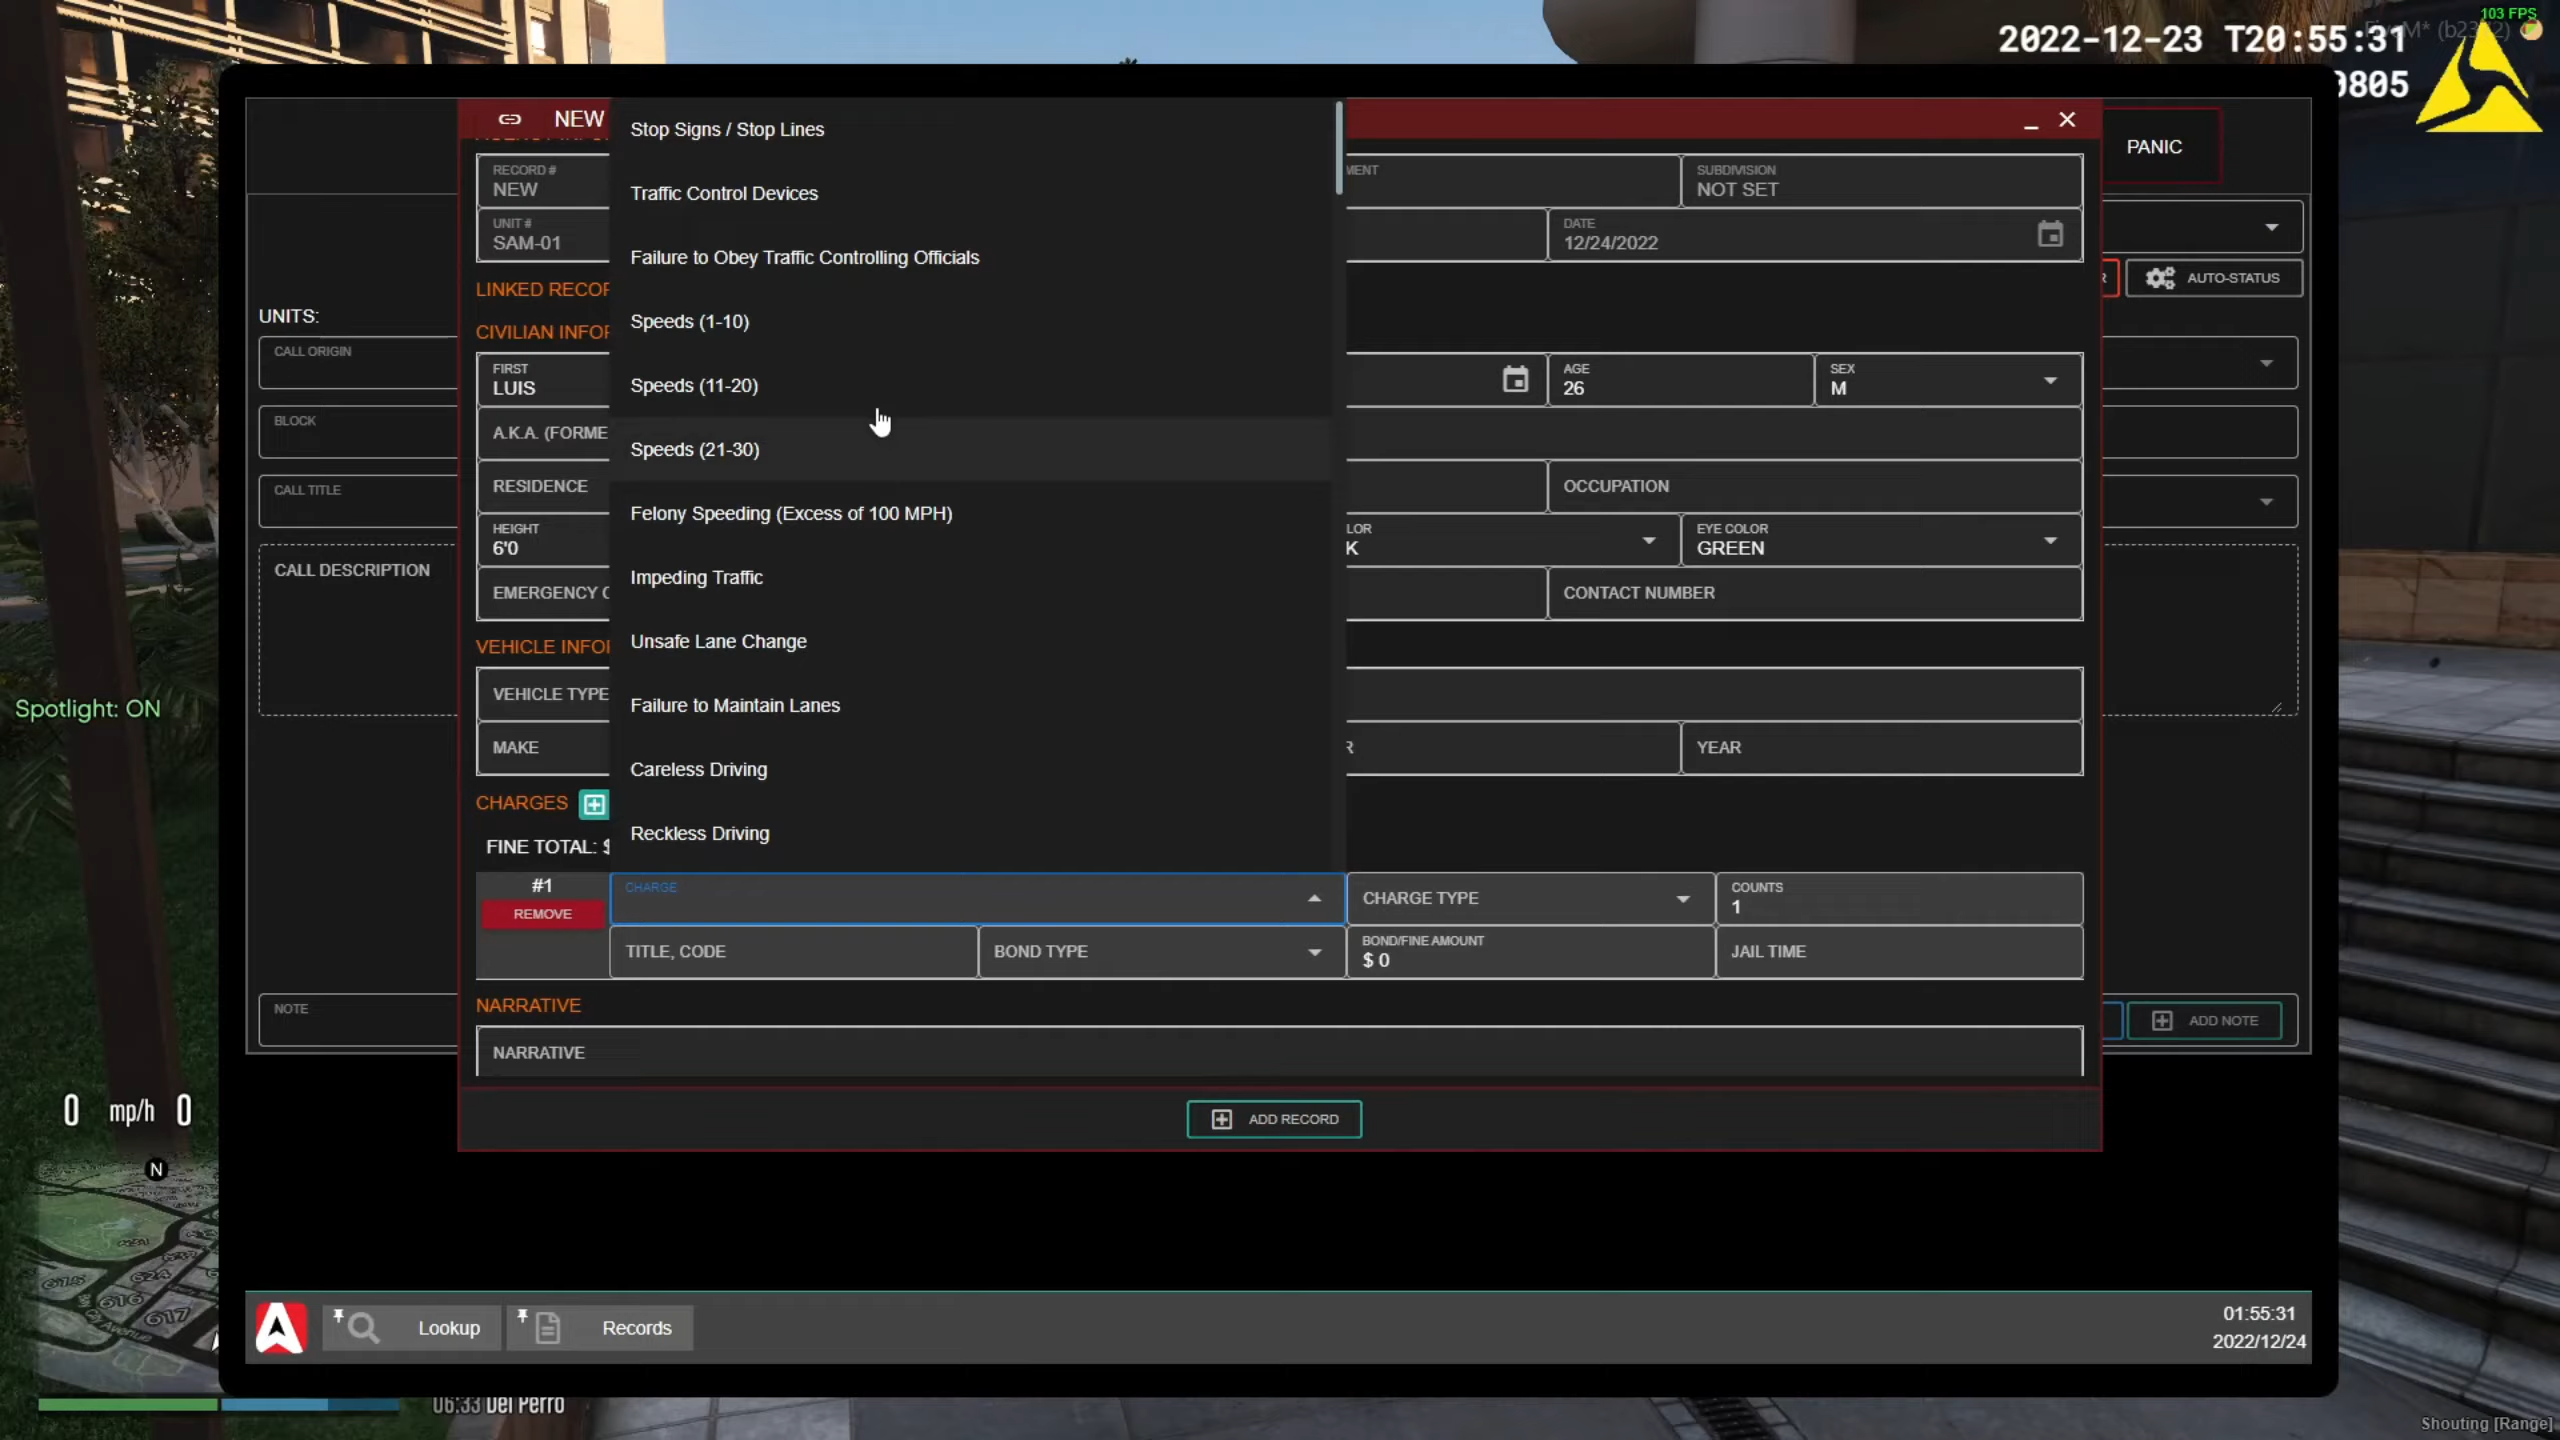 103 FPS
2022-12-23 T20:55:31
0805
NEW
PANIC
RECORD #
NEW
SUBDIVISION
NOT SET
UNIT #
SAM-01
DATE
12/24/2022
AUTO-STATUS
UNITS:
CALL ORIGIN
BLOCK
CALL TITLE
CALL DESCRIPTION
NOTE
LINKED
CIVILIAN
FIRST
LUIS
AGE
26
SEX
M
A.K.A.
RESIDENCE
OCCUPATION
HEIGHT
6'0
EYE COLOR
GREEN
EMERGENCY
CONTACT NUMBER
VEHICLE
VEHICLE TYPE
MAKE
YEAR
Stop Signs / Stop Lines
Traffic Control Devices
Failure to Obey Traffic Controlling Officials
Speeds (1-10)
Speeds (11-20)
Speeds (21-30)
Felony Speeding (Excess of 100 MPH)
Impeding Traffic
Unsafe Lane Change
Failure to Maintain Lanes
Careless Driving
Reckless Driving
CHARGES
FINE TOTAL: $
#1
REMOVE
CHARGE
CHARGE TYPE
COUNTS
1
TITLE, CODE
BOND TYPE
BOND/FINE AMOUNT
$ 0
JAIL TIME
NARRATIVE
NARRATIVE
ADD NOTE
ADD RECORD
Spotlight: ON
0 mp/h 0
N
624
675
616
617
Lookup
Records
01:55:31
2022/12/24
06:33 Del Perro
Shouting [Range]